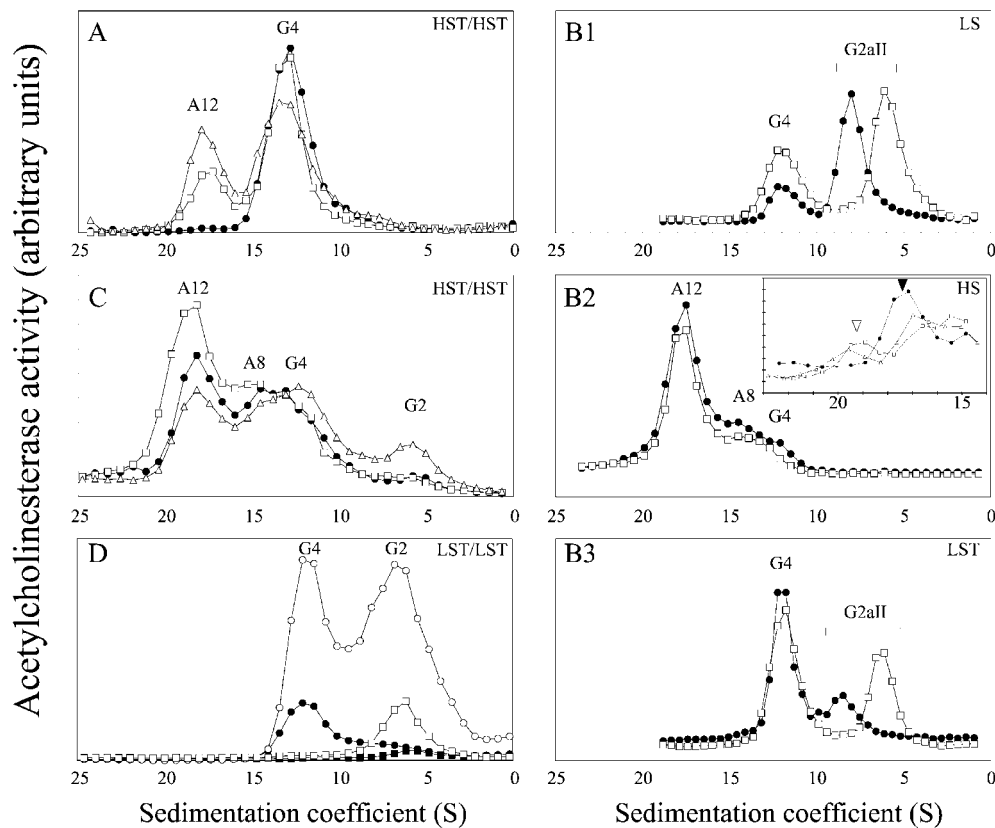 Acetylcholinesterase activity (arbitrary units)
A
HST/HST
G4
A12
25 20 15 10 5 0
B1
LS
G2aII
G4
25 20 15 10 5 0
C
HST/HST
A12
A8
G4
G2
25 20 15 10 5 0
B2
A12
HS
A8
G4
20 15
25 20 15 10 5 0
D
LST/LST
G4
G2
25 20 15 10 5 0
B3
LST
G4
G2aII
25 20 15 10 5 0
Sedimentation coefficient (S)
Sedimentation coefficient (S)